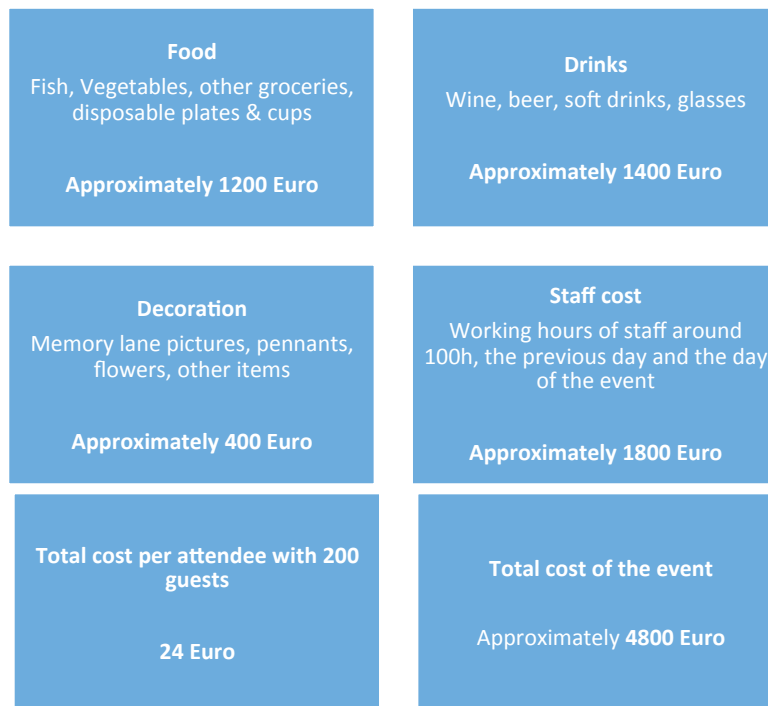 Food
Fish, Vegetables, other groceries,
disposable plates & cups
Approximately 1200 Euro
Drinks
Wine, beer, soft drinks, glasses
Approximately 1400 Euro
Decoration
Memory lane pictures, pennants,
flowers, other items
Approximately 400 Euro
Staff cost
Working hours of staff around
100h, the previous day and the day
of the event
Approximately 1800 Euro
Total cost per attendee with 200
guests
24 Euro
Total cost of the event
Approximately 4800 Euro